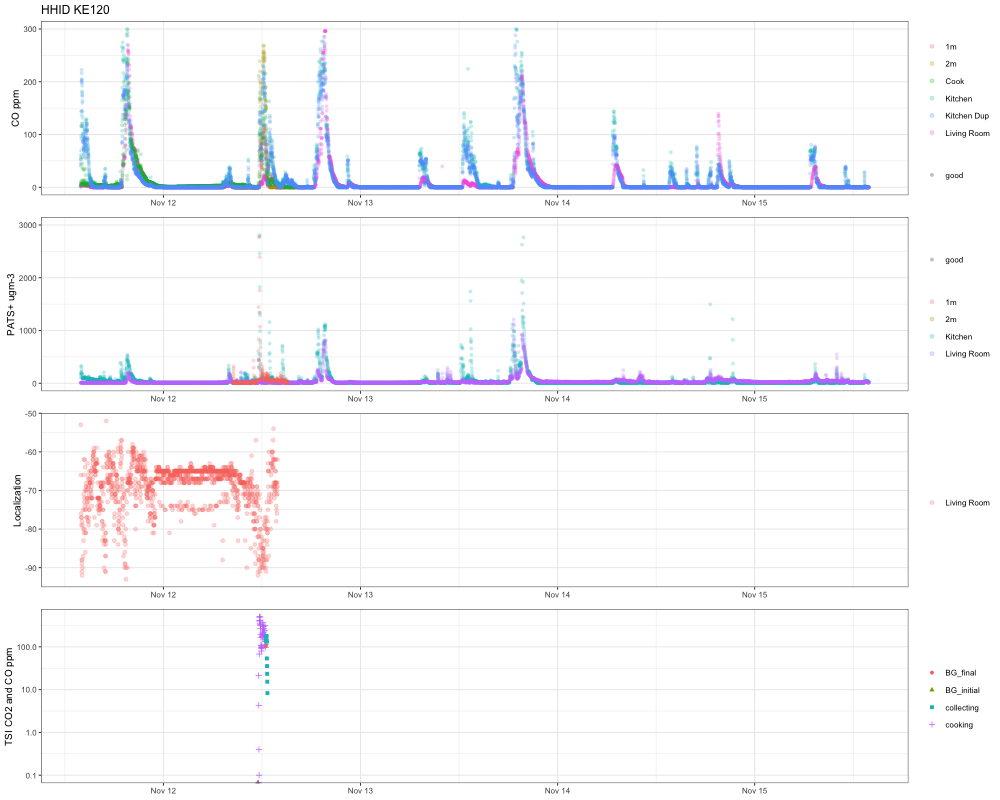 HHID KE120
CO ppm
300
200
100
0
Nov 12
Nov 13
Nov 14
Nov 15
1m
2m
Cook
Kitchen
Kitchen Dup
Living Room
good
PATS+ ugm-3
3000
2000
1000
0
Nov 12
Nov 13
Nov 14
Nov 15
good
1m
2m
Kitchen
Living Room
Localization
-50
-60
-70
-80
-90
Nov 12
Nov 13
Nov 14
Nov 15
Living Room
TSI CO2 and CO ppm
100.0
10.0
1.0
0.1
Nov 12
Nov 13
Nov 14
Nov 15
BG_final
BG_initial
collecting
cooking